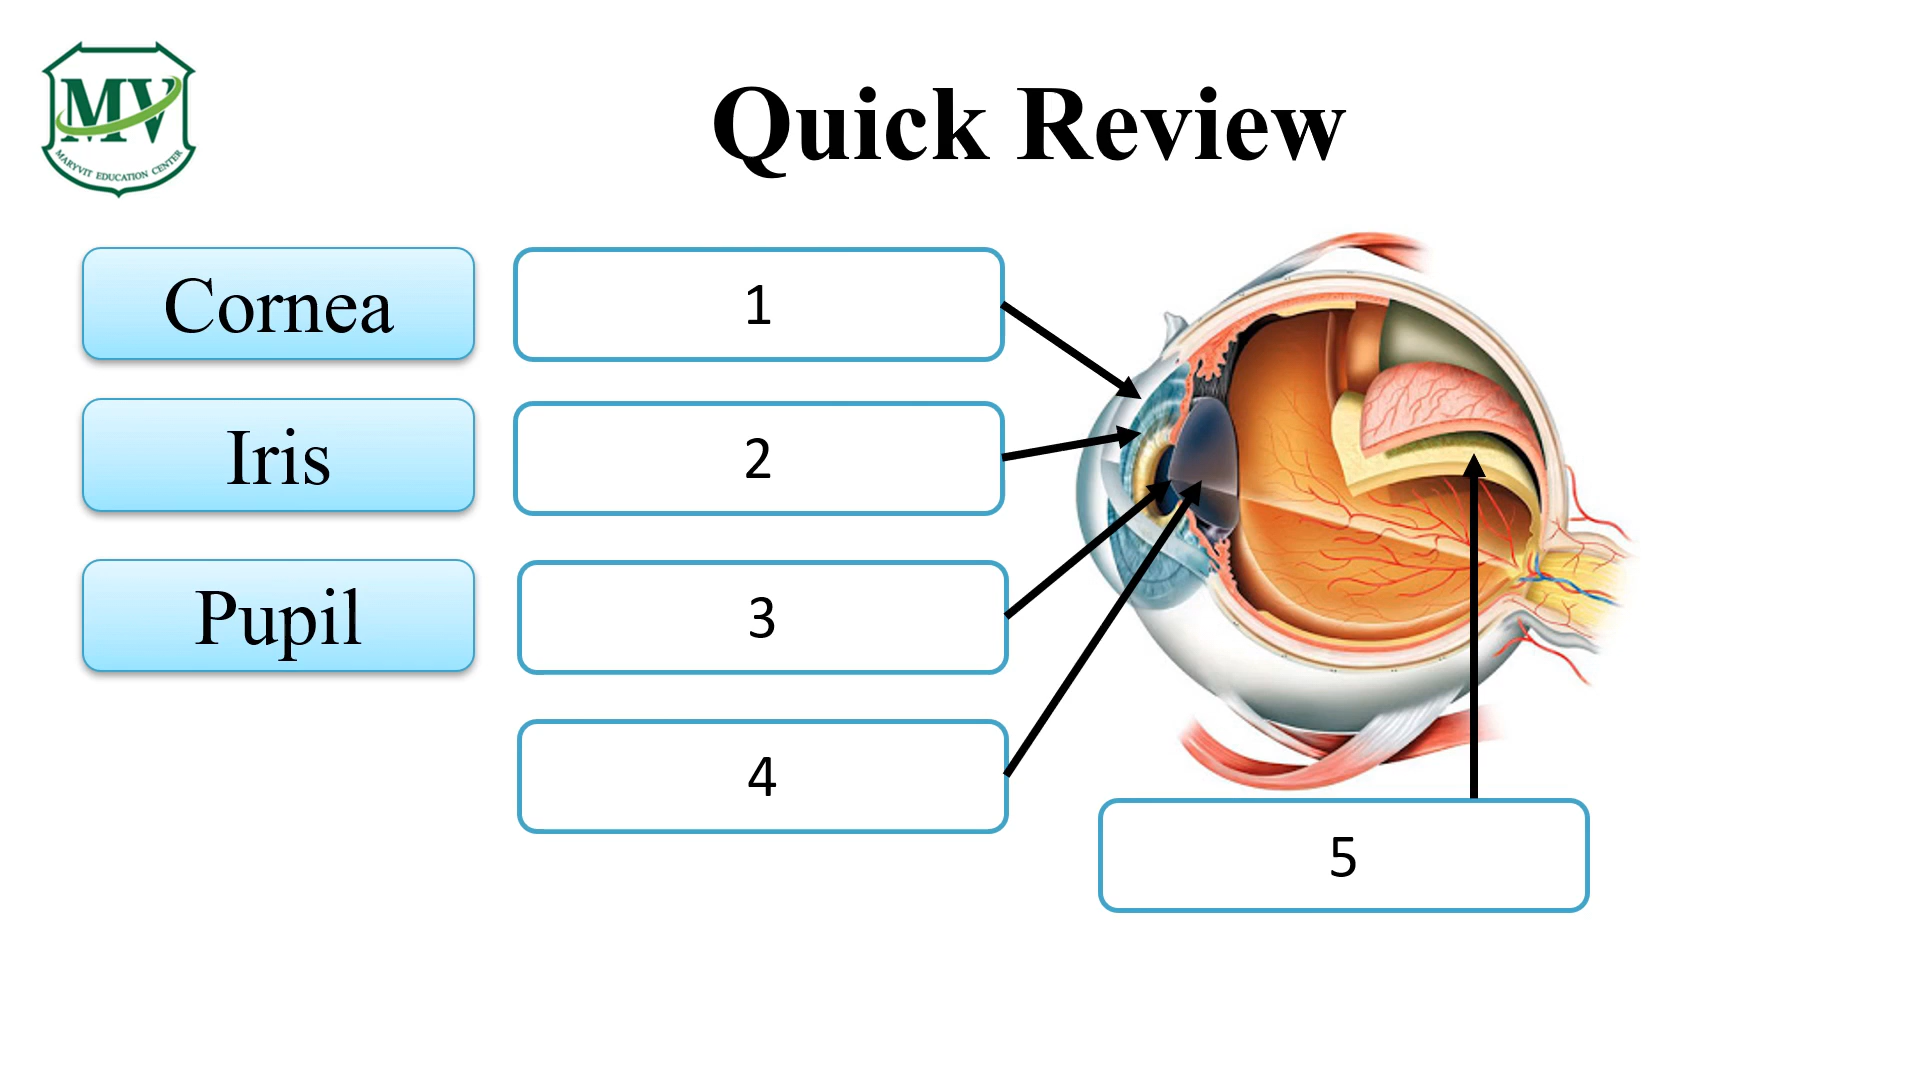 MV
MARYVIT EDUCATION CENTER
Quick Review
Cornea
1
Iris
2
Pupil
3
4
5